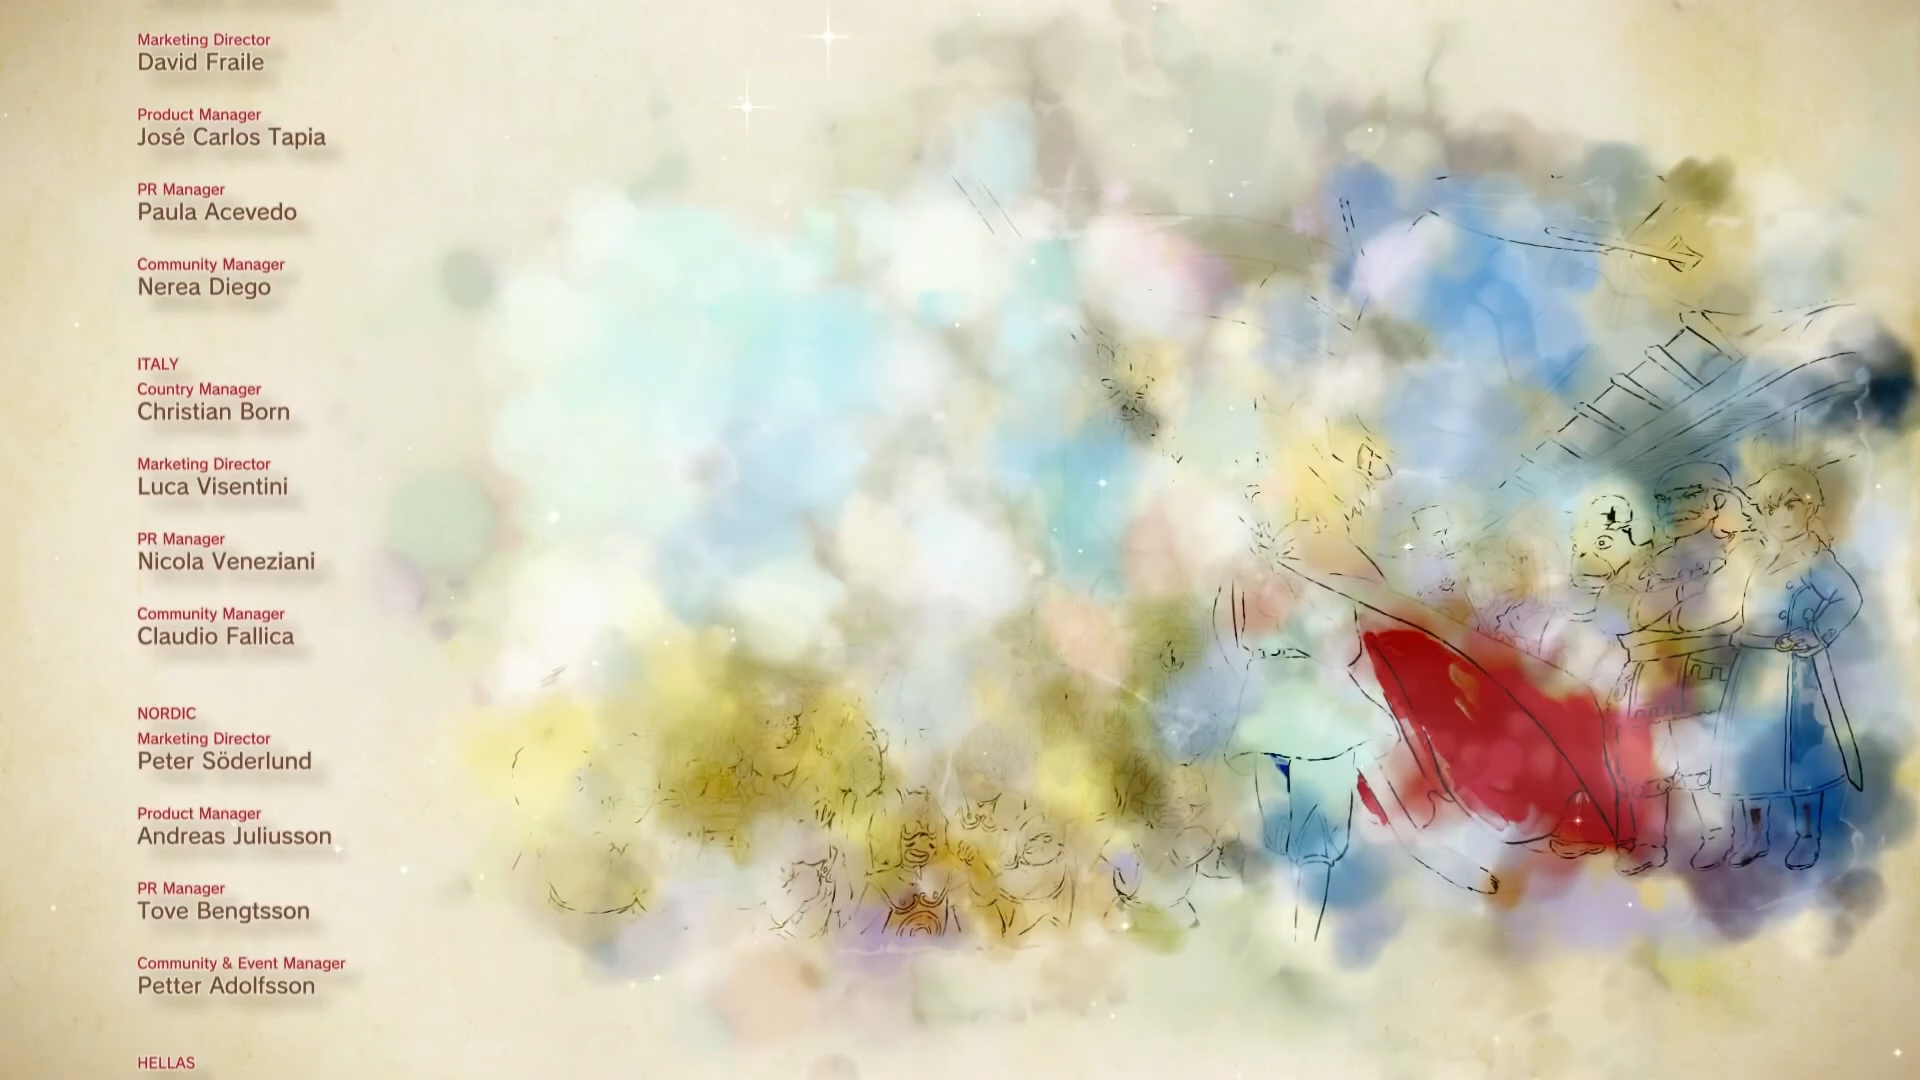 Marketing Director
David Fraile
Product Manager
José Carlos Tapia
PR Manager
Paula Acevedo
Community Manager
Nerea Diego
ITALY
Country Manager
Christian Born
Marketing Director
Luca Visentini
PR Manager
Nicola Veneziani
Community Manager
Claudio Fallica
NORDIC
Marketing Director
Peter Söderlund
Product Manager
Andreas Juliusson
PR Manager
Tove Bengtsson
Community & Event Manager
Petter Adolfsson
HELLAS